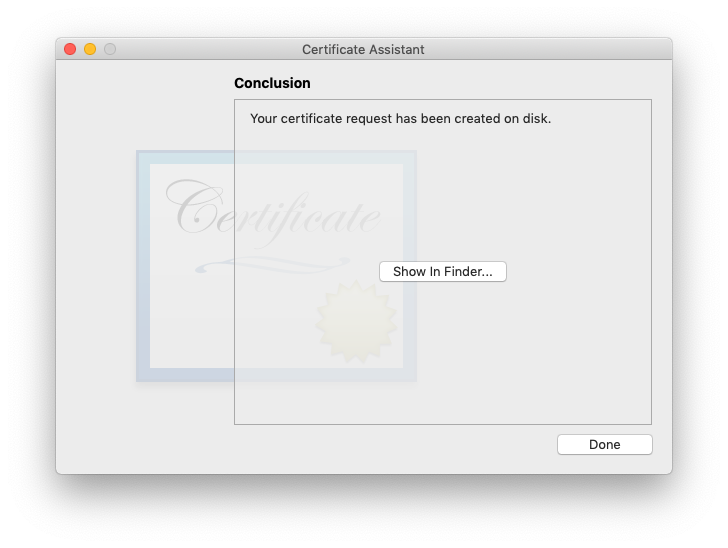 Certificate Assistant
Conclusion
Your certificate request has been created on disk.
Certificate
Show In Finder...
Done